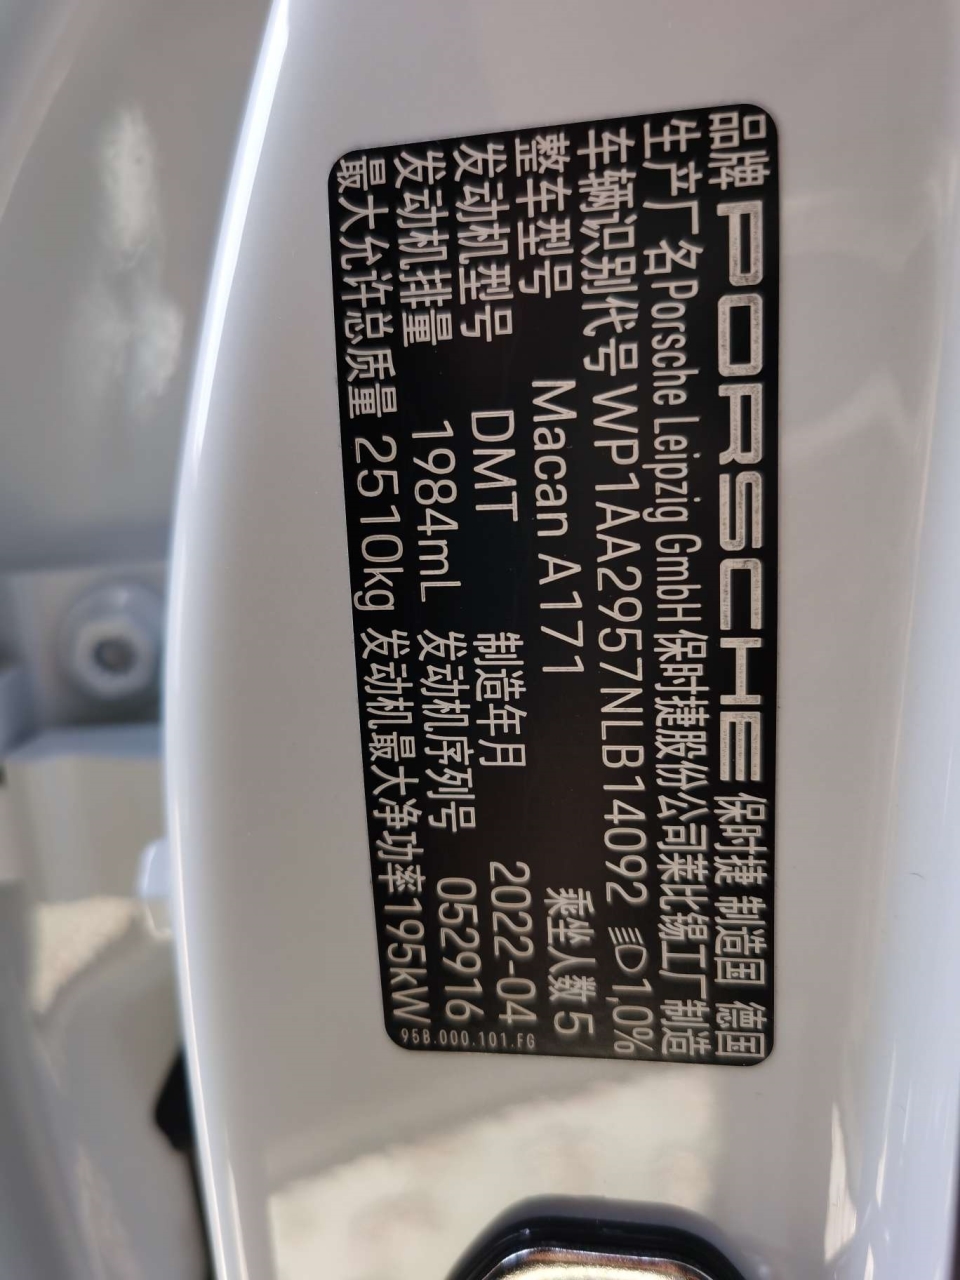 品牌 PORSCHE 保时捷 制造国 德国
生产厂名Porsche Leipzig GmbH保时捷股份公司莱比锡工厂制造
车辆识别代号 WP1AA2957NLB14092 1,0%
整车型号 Macan A171 乘坐人数 5
发动机型号 DMT 制造年月 2022-04
发动机排量 1984mL 发动机序列号 052916
最大允许总质量 2510kg 发动机最大净功率195kW
95B.000.101.FG